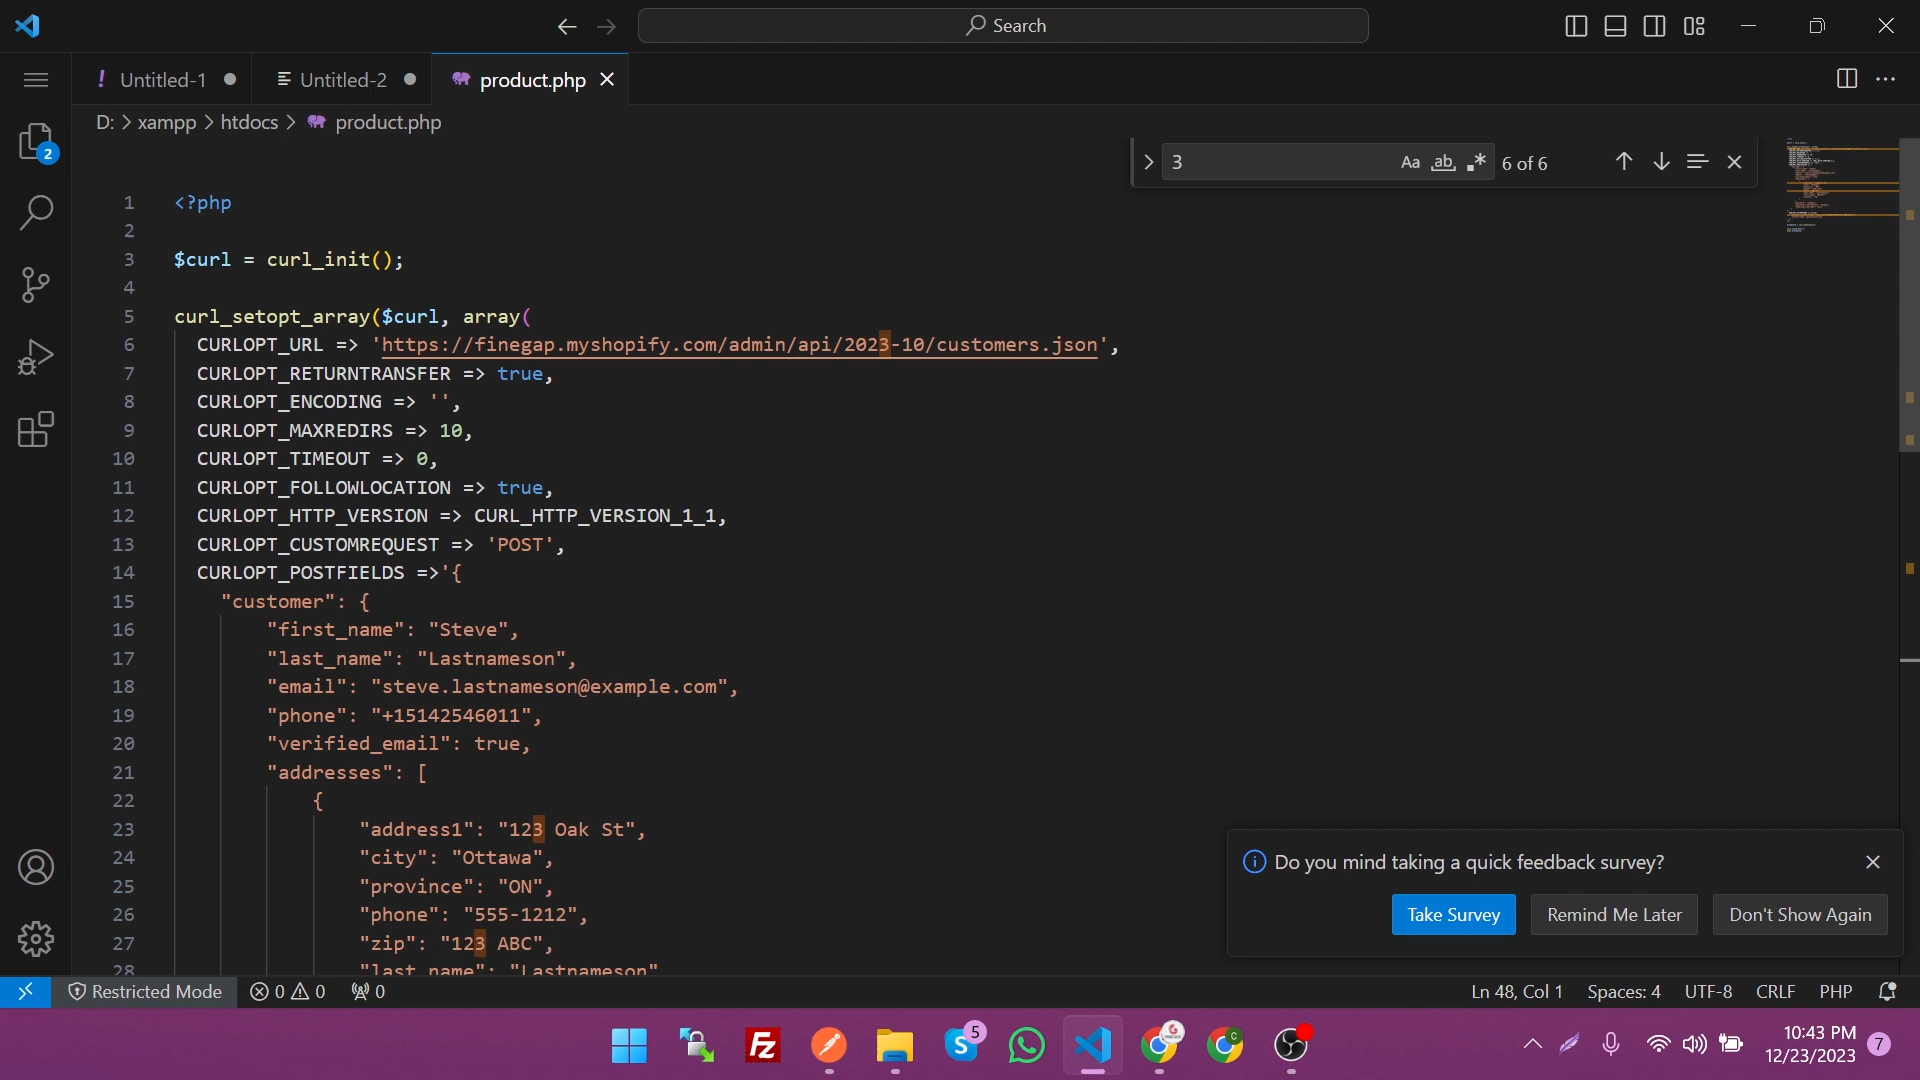 Search
Untitled-1
Untitled-2
product.php
D: > xampp > htdocs > product.php
2
3 Aa ab 6 of 6
1 <?php
2
3 $curl = curl_init();
4
5 curl_setopt_array($curl, array(
6 CURLOPT_URL => 'https://finegap.myshopify.com/admin/api/2023-10/customers.json',
7 CURLOPT_RETURNTRANSFER => true,
8 CURLOPT_ENCODING => '',
9 CURLOPT_MAXREDIRS => 10,
10 CURLOPT_TIMEOUT => 0,
11 CURLOPT_FOLLOWLOCATION => true,
12 CURLOPT_HTTP_VERSION => CURL_HTTP_VERSION_1_1,
13 CURLOPT_CUSTOMREQUEST => 'POST',
14 CURLOPT_POSTFIELDS =>'{
15 "customer": {
16 "first_name": "Steve",
17 "last_name": "Lastnameson",
18 "email": "steve.lastnameson@example.com",
19 "phone": "+15142546011",
20 "verified_email": true,
21 "addresses": [
22 {
23 "address1": "123 Oak St",
24 "city": "Ottawa",
25 "province": "ON",
26 "phone": "555-1212",
27 "zip": "123 ABC",
28 "last_name": "Lastnameson"
Do you mind taking a quick feedback survey?
Take Survey Remind Me Later Don't Show Again
Restricted Mode 0 0 0 Ln 48, Col 1 Spaces: 4 UTF-8 CRLF PHP
Fz S 5 C
10:43 PM
12/23/2023 7